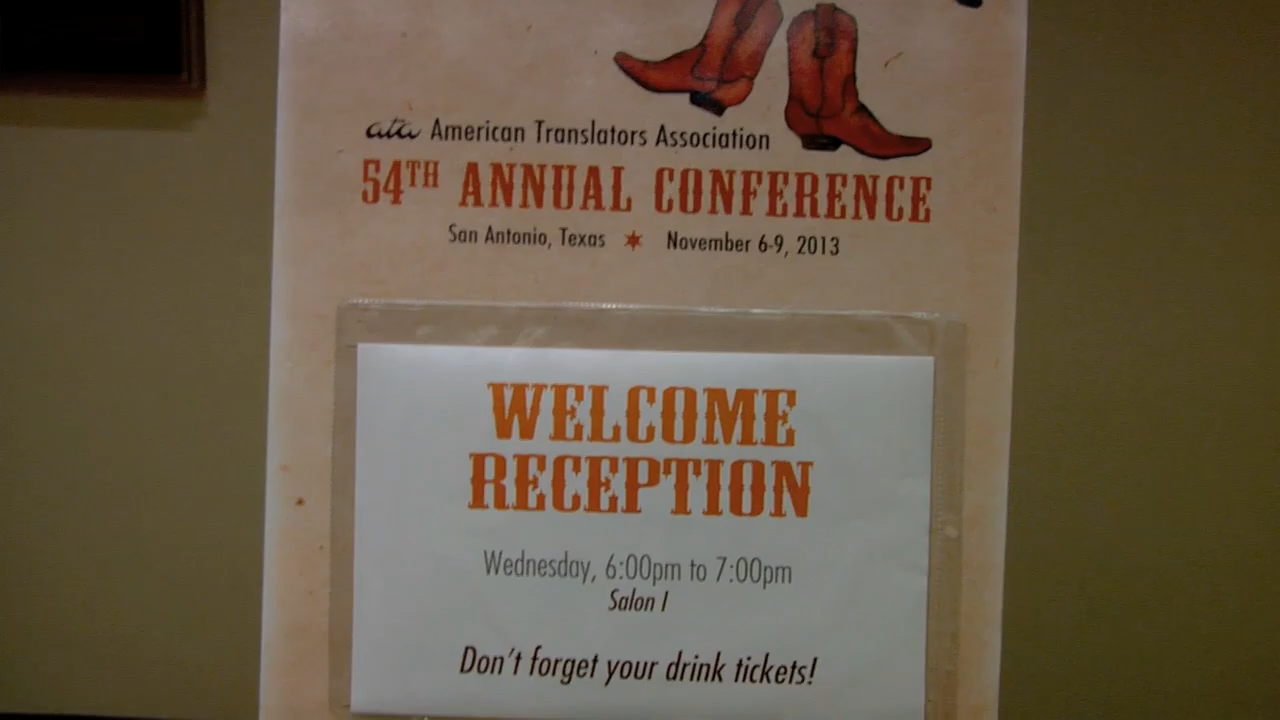 ata American Translators Association
54TH ANNUAL CONFERENCE
San Antonio, Texas ✶ November 6-9, 2013
WELCOME
RECEPTION
Wednesday, 6:00pm to 7:00pm
Salon I
Don't forget your drink tickets!